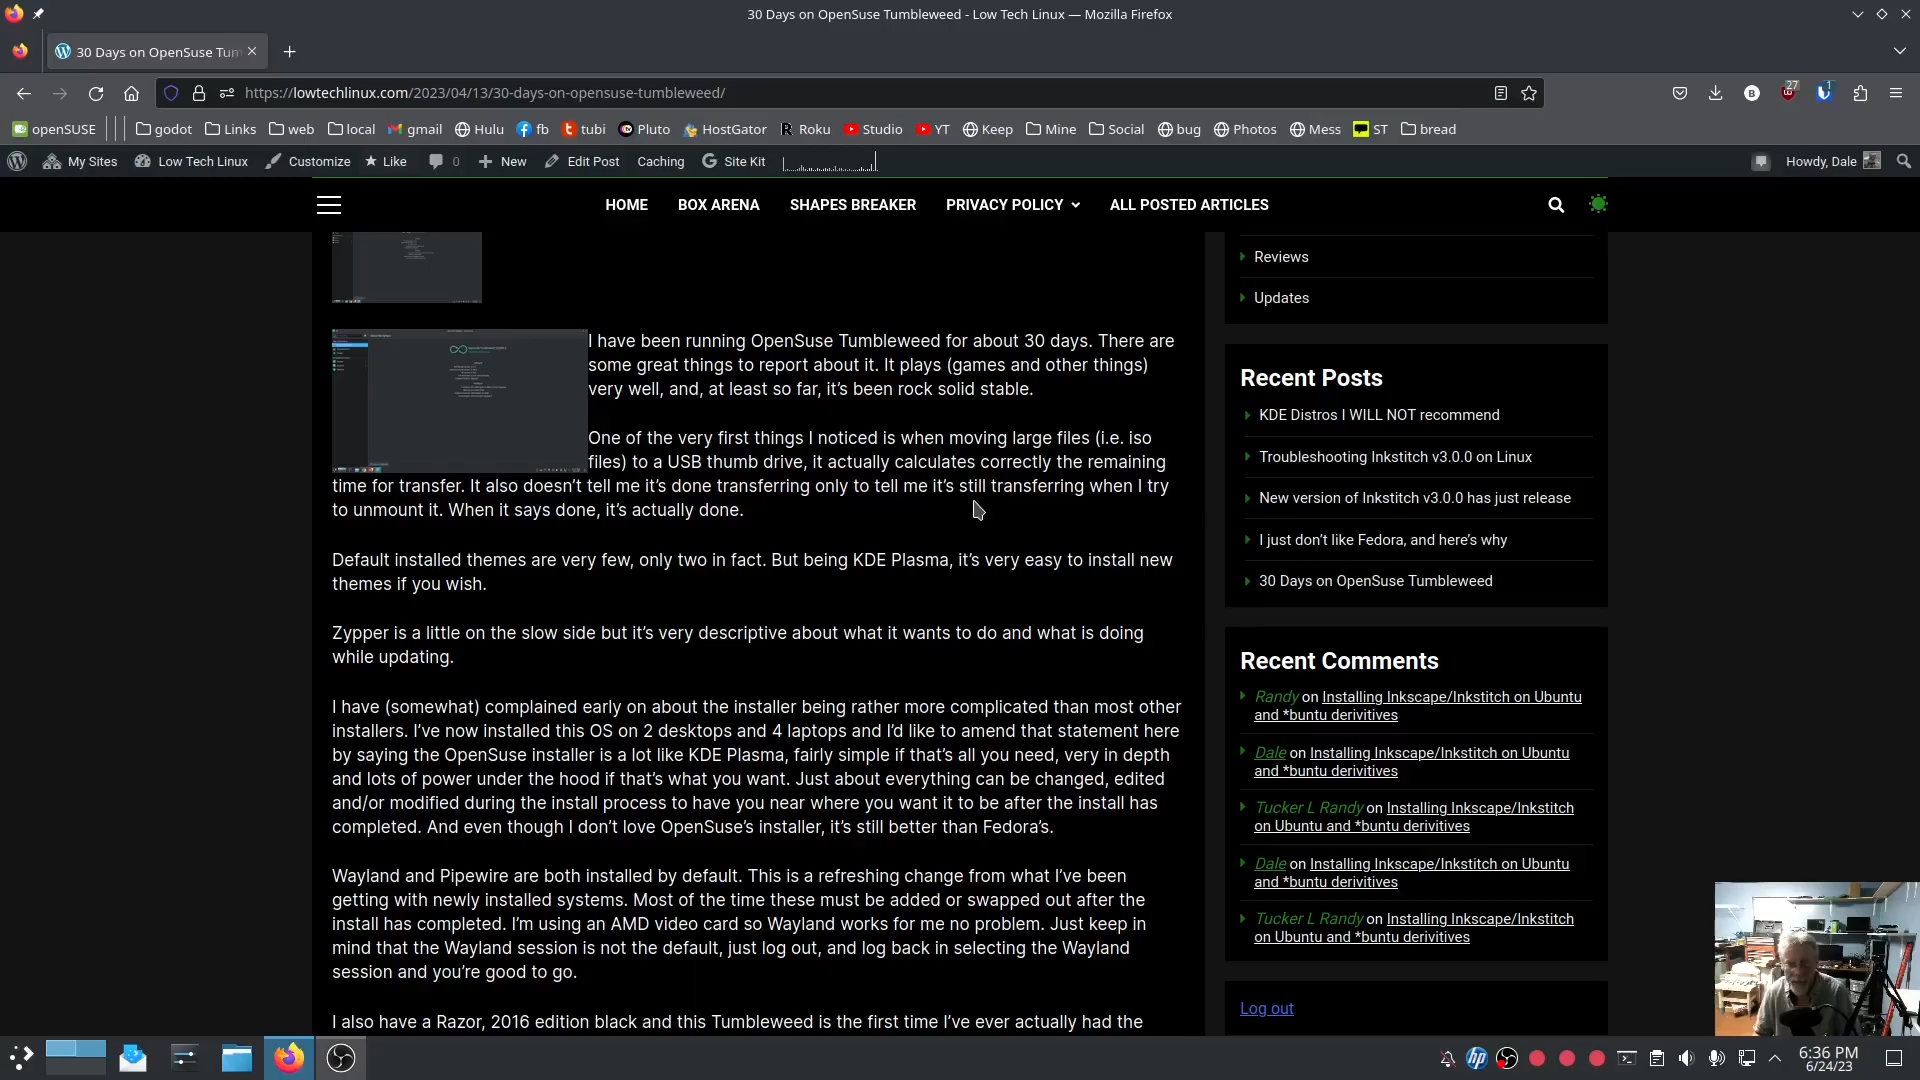 30 Days on OpenSuse Tumbleweed - Low Tech Linux — Mozilla Firefox
30 Days on OpenSuse Tum
https://lowtechlinux.com/2023/04/13/30-days-on-opensuse-tumbleweed/
B
27
1
openSUSE
godot
Links
web
local
gmail
Hulu
fb
tubi
Pluto
HostGator
Roku
Studio
YT
Keep
Mine
Social
bug
Photos
Mess
ST
bread
My Sites
Low Tech Linux
Customize
Like
0
New
Edit Post
Caching
Site Kit
Howdy, Dale
HOME
BOX ARENA
SHAPES BREAKER
PRIVACY POLICY
ALL POSTED ARTICLES
I have been running OpenSuse Tumbleweed for about 30 days. There are
some great things to report about it. It plays (games and other things)
very well, and, at least so far, it's been rock solid stable.
One of the very first things I noticed is when moving large files (i.e. iso
files) to a USB thumb drive, it actually calculates correctly the remaining
time for transfer. It also doesn't tell me it's done transferring only to tell me it's still transferring when I try
to unmount it. When it says done, it's actually done.
Default installed themes are very few, only two in fact. But being KDE Plasma, it's very easy to install new
themes if you wish.
Zypper is a little on the slow side but it's very descriptive about what it wants to do and what is doing
while updating.
I have (somewhat) complained early on about the installer being rather more complicated than most other
installers. I've now installed this OS on 2 desktops and 4 laptops and I'd like to amend that statement here
by saying the OpenSuse installer is a lot like KDE Plasma, fairly simple if that's all you need, very in depth
and lots of power under the hood if that's what you want. Just about everything can be changed, edited
and/or modified during the install process to have you near where you want it to be after the install has
completed. And even though I don't love OpenSuse's installer, it's still better than Fedora's.
Wayland and Pipewire are both installed by default. This is a refreshing change from what I've been
getting with newly installed systems. Most of the time these must be added or swapped out after the
install has completed. I'm using an AMD video card so Wayland works for me no problem. Just keep in
mind that the Wayland session is not the default, just log out, and log back in selecting the Wayland
session and you're good to go.
I also have a Razor, 2016 edition black and this Tumbleweed is the first time I've ever actually had the
Reviews
Updates
Recent Posts
KDE Distros I WILL NOT recommend
Troubleshooting Inkstitch v3.0.0 on Linux
New version of Inkstitch v3.0.0 has just release
I just don't like Fedora, and here's why
30 Days on OpenSuse Tumbleweed
Recent Comments
Randy on Installing Inkscape/Inkstitch on Ubuntu
and *buntu derivitives
Dale on Installing Inkscape/Inkstitch on Ubuntu
and *buntu derivitives
Tucker L Randy on Installing Inkscape/Inkstitch
on Ubuntu and *buntu derivitives
Dale on Installing Inkscape/Inkstitch on Ubuntu
and *buntu derivitives
Tucker L Randy on Installing Inkscape/Inkstitch
on Ubuntu and *buntu derivitives
Log out
hp
6:36 PM
6/24/23